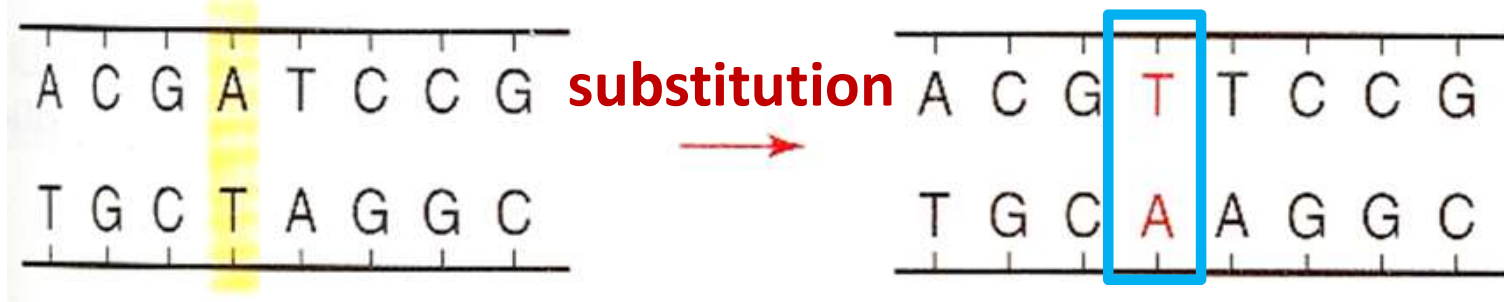 A C G A T C C G
substitution
A C G T T C C G
T G C T A G G C
T G C A A G G C